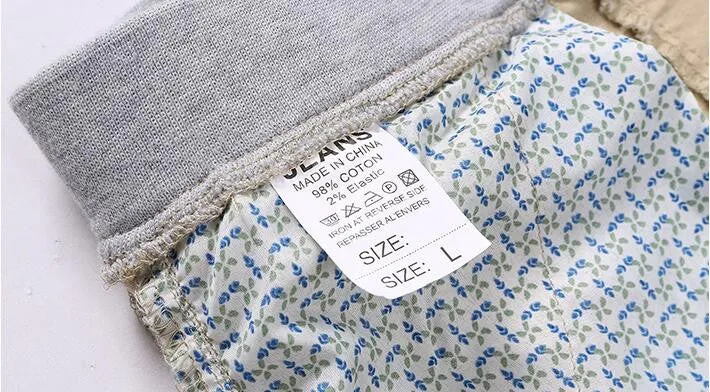 JEANS
MADE IN CHINA
98% COTON
2% Elastic
IRON AT REVERSE SIDE
REPASSER ALENVERS
SIZE:
SIZE: L